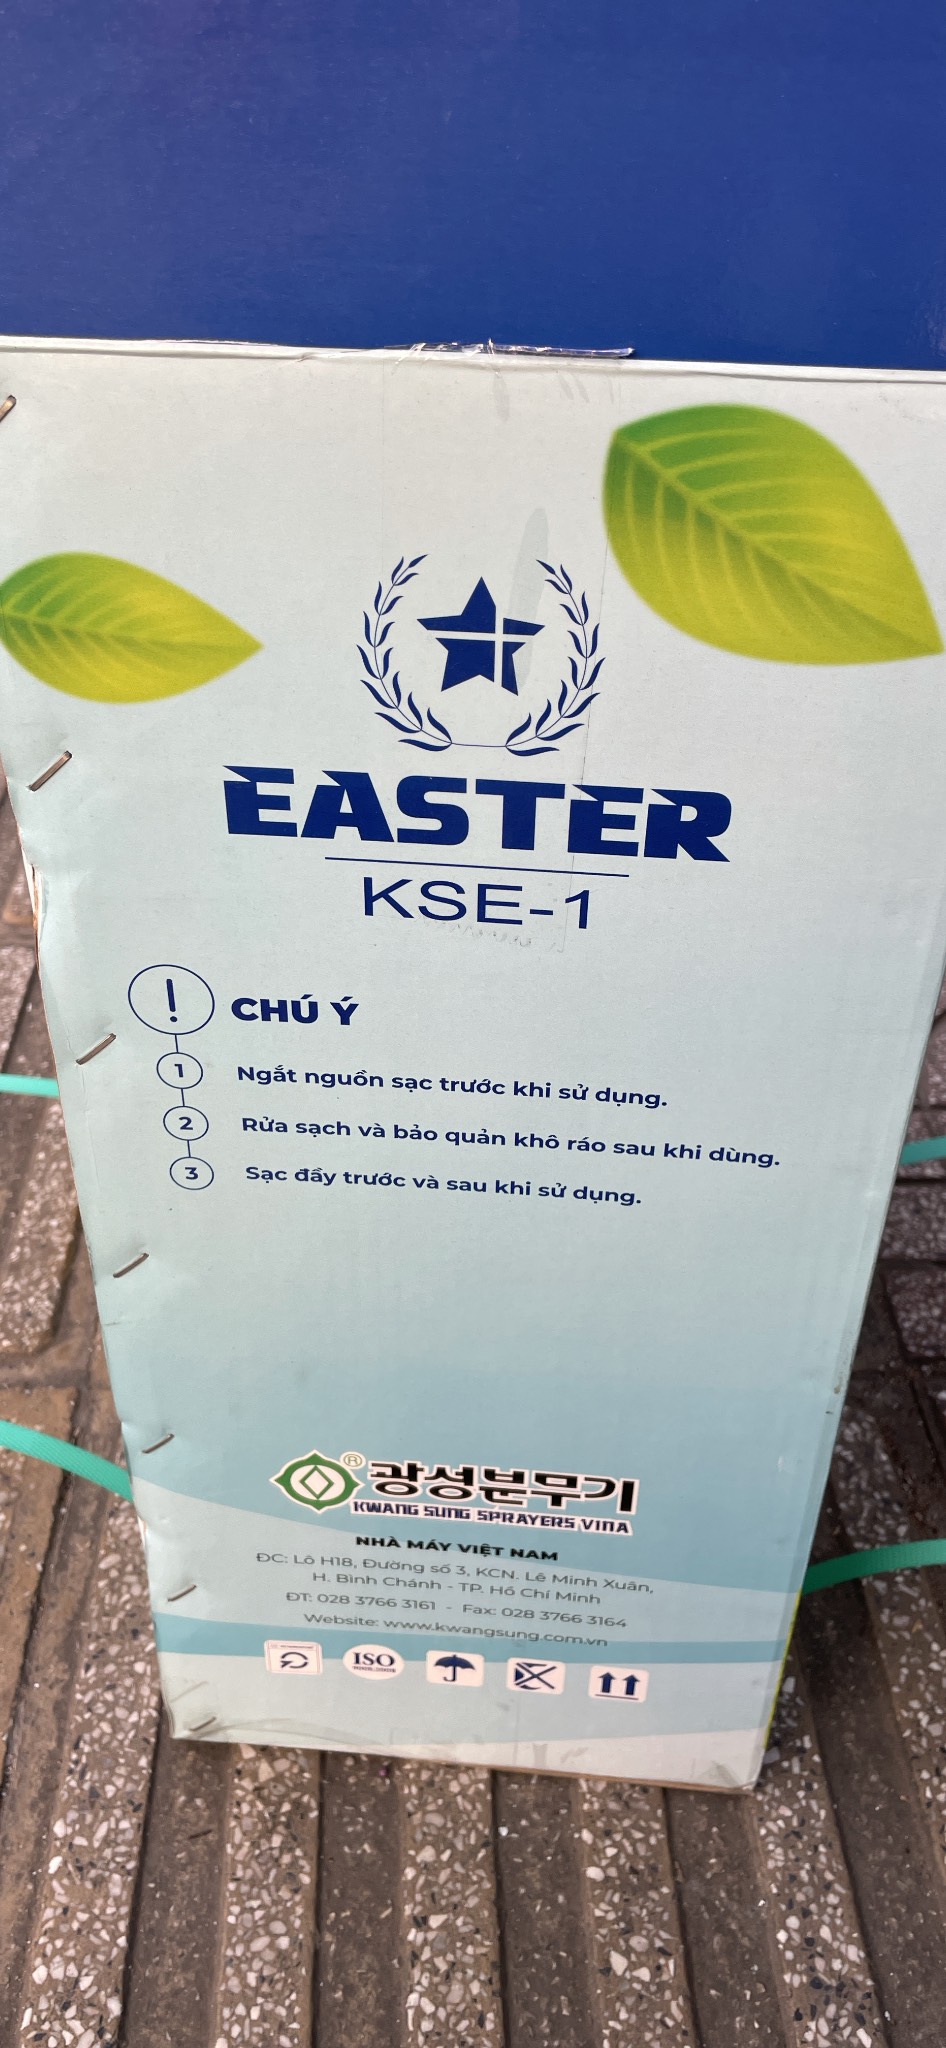 EASTER
KSE-1
! CHÚ Ý
1 Ngắt nguồn sạc trước khi sử dụng.
2 Rửa sạch và bảo quản khô ráo sau khi dùng.
3 Sạc đầy trước và sau khi sử dụng.
® 광성분무기
KWANG SUNG SPRAYERS VINA
NHÀ MÁY VIỆT NAM
ĐC: Lô H18, Đường số 3, KCN. Lê Minh Xuân,
H. Bình Chánh - TP. Hồ Chí Minh
ĐT: 028 3766 3161 - Fax: 028 3766 3164
Website: www.kwangsung.com.vn
ISO